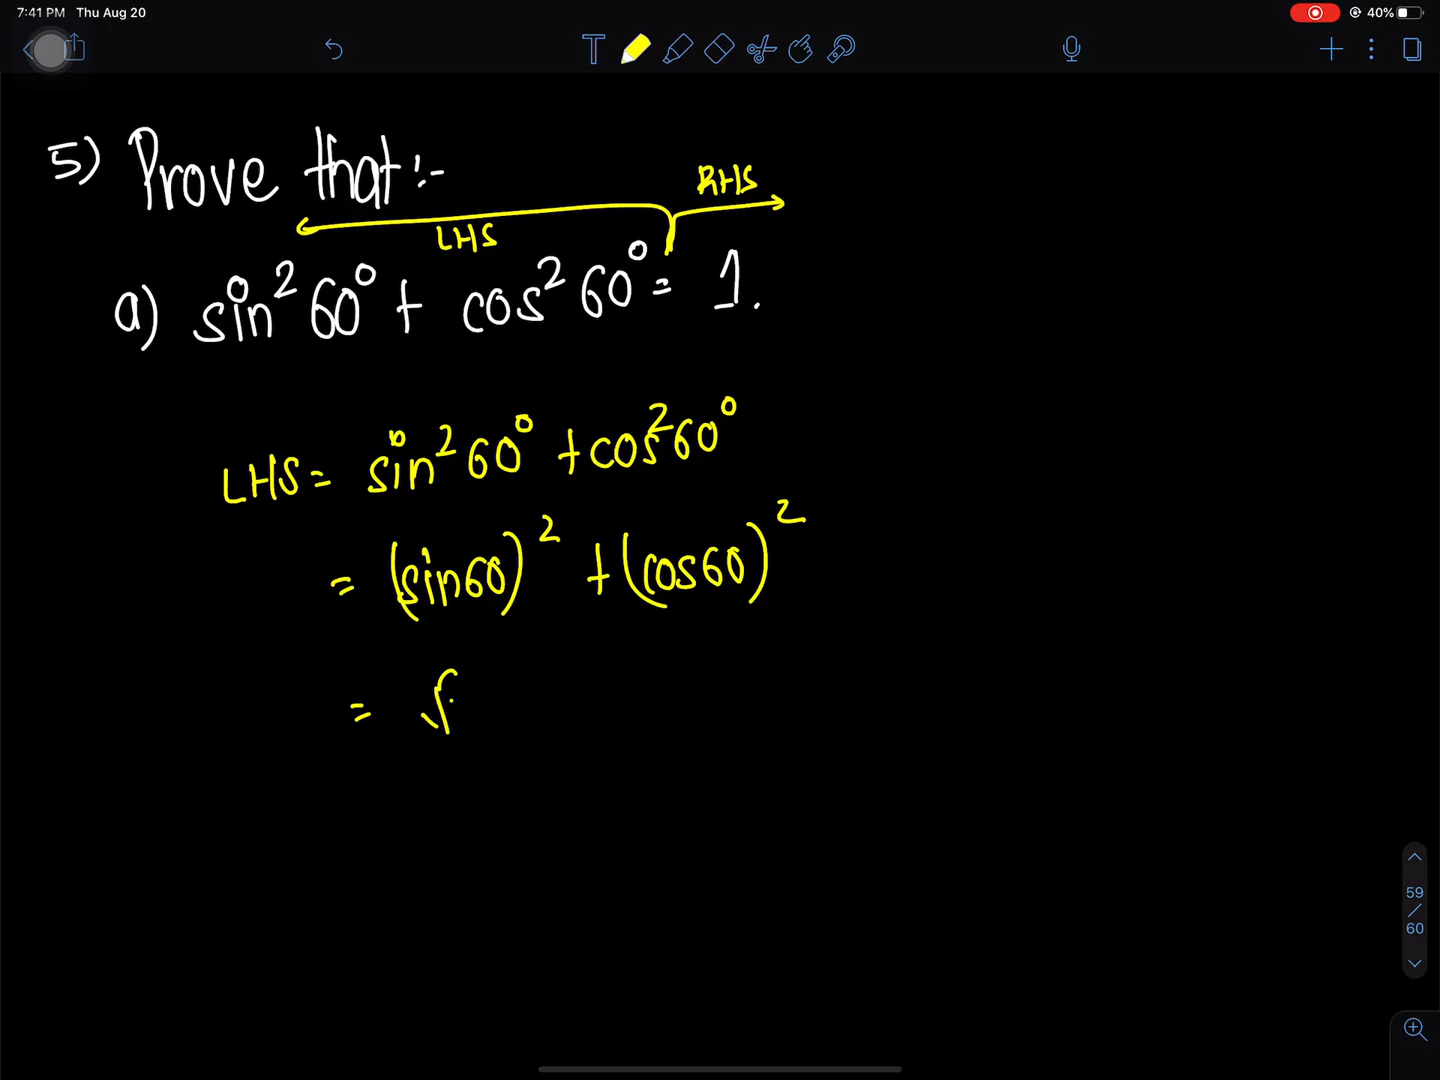 7:41 PM Thu Aug 20
40%
5) Prove that :-
RHS
LHS
a) sin² 60° + cos² 60° = 1.
LHS = sin² 60° + cos² 60°
= (sin60)² + (cos60)²
= √
59
/
60